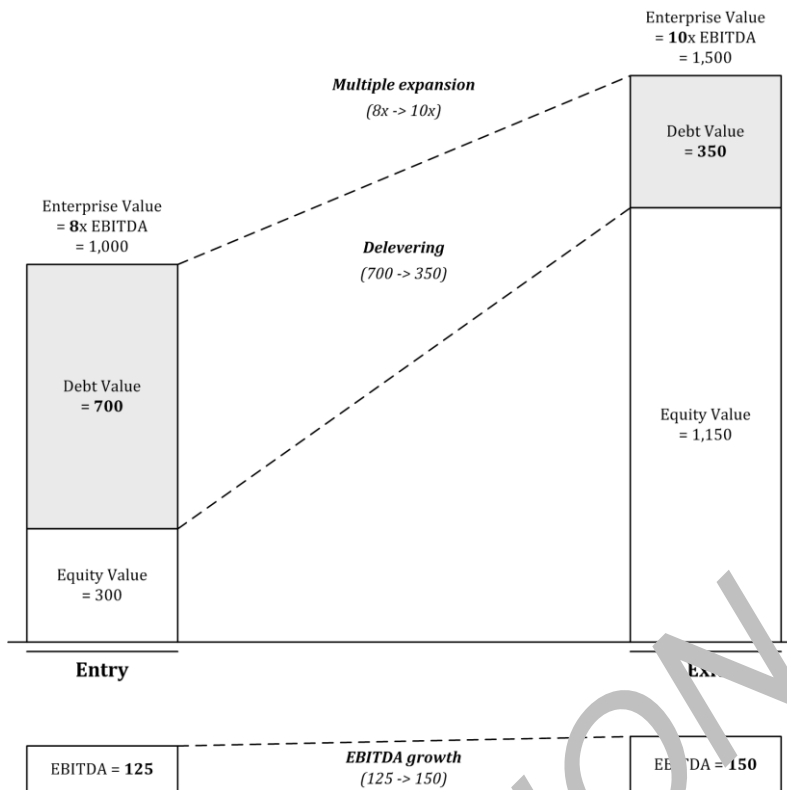 Enterprise Value
= 10x EBITDA
= 1,500
Multiple expansion
(8x -> 10x)
Debt Value
= 350
Enterprise Value
= 8x EBITDA
= 1,000
Delevering
(700 -> 350)
Debt Value
= 700
Equity Value
= 1,150
Equity Value
= 300
Entry
EBITDA growth
(125 -> 150)
EBITDA = 125
EBITDA = 150